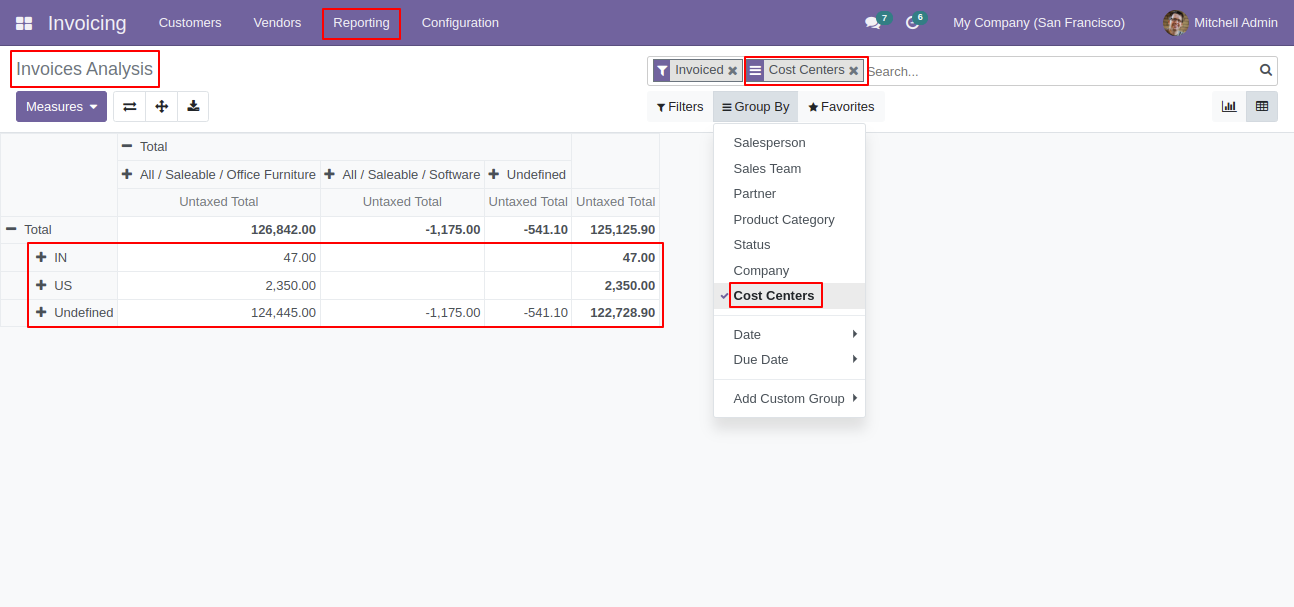 Invoicing Customers Vendors Reporting Configuration 7 6 My Company (San Francisco) Mitchell Admin
Invoices Analysis
Invoiced Cost Centers Search...
Measures
Filters Group By Favorites
Salesperson
Sales Team
Partner
Product Category
Status
Company
Cost Centers
Date
Due Date
Add Custom Group
Total
All / Saleable / Office Furniture All / Saleable / Software Undefined
Untaxed Total Untaxed Total Untaxed Total Untaxed Total
Total 126,842.00 -1,175.00 -541.10 125,125.90
IN 47.00 47.00
US 2,350.00 2,350.00
Undefined 124,445.00 -1,175.00 -541.10 122,728.90